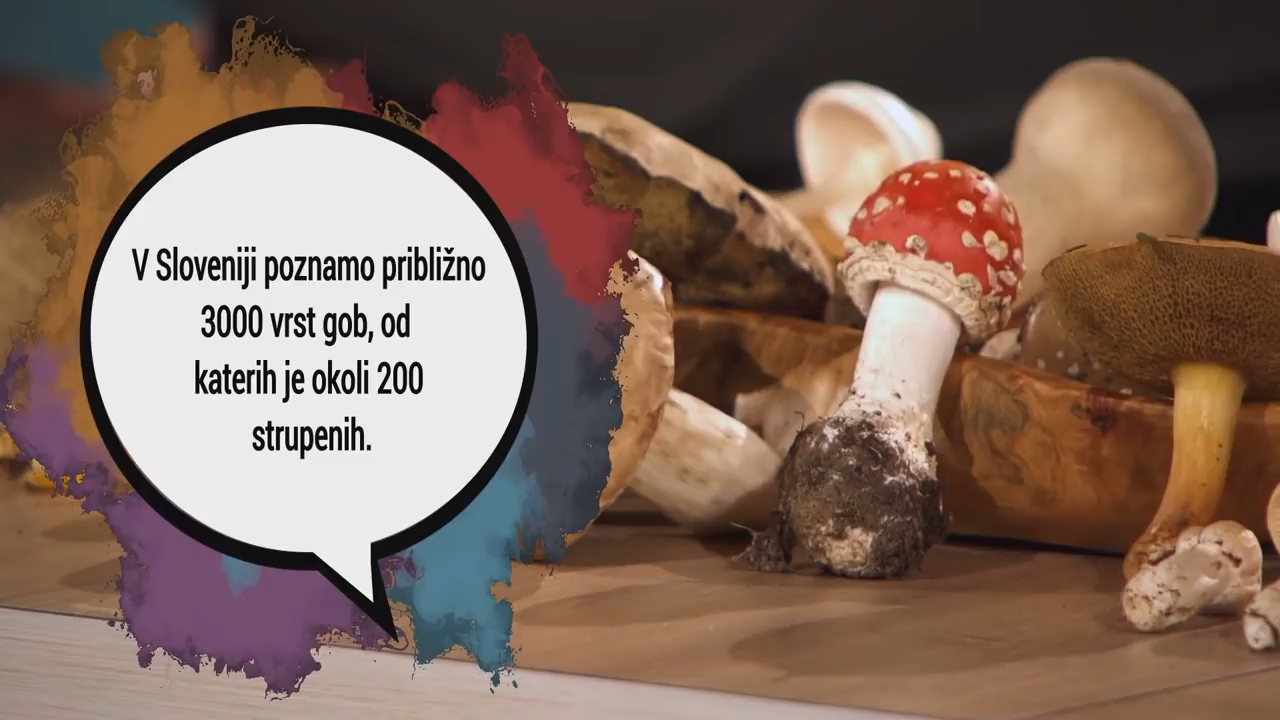 V Sloveniji poznamo približno
3000 vrst gob, od
katerih je okoli 200
strupenih.